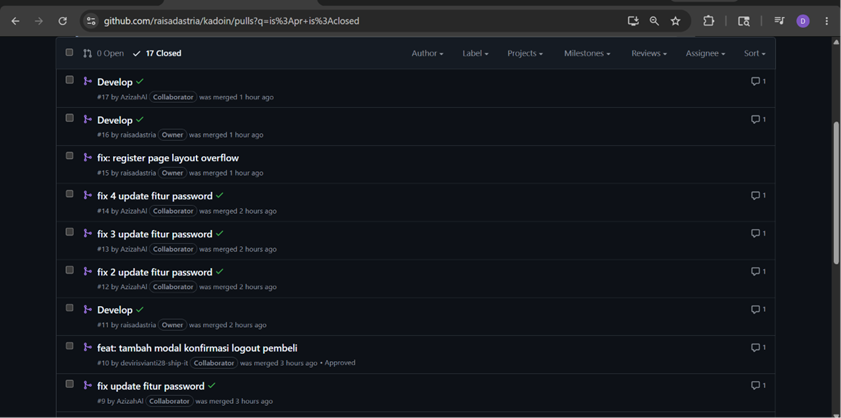 github.com/raisadastria/kadoin/pulls?q=is%3Apr+is%3Aclosed
D
0 Open 17 Closed Author Label Projects Milestones Reviews Assignee Sort
Develop 1
#17 by AzizahAl Collaborator was merged 1 hour ago
Develop 1
#16 by raisadastria Owner was merged 1 hour ago
fix: register page layout overflow
#15 by raisadastria Owner was merged 1 hour ago
fix 4 update fitur password 1
#14 by AzizahAl Collaborator was merged 2 hours ago
fix 3 update fitur password 1
#13 by AzizahAl Collaborator was merged 2 hours ago
fix 2 update fitur password 1
#12 by AzizahAl Collaborator was merged 2 hours ago
Develop 1
#11 by raisadastria Owner was merged 2 hours ago
feat: tambah modal konfirmasi logout pembeli 1
#10 by devirisvianti28-ship-it Collaborator was merged 3 hours ago • Approved
fix update fitur password 1
#9 by AzizahAl Collaborator was merged 3 hours ago